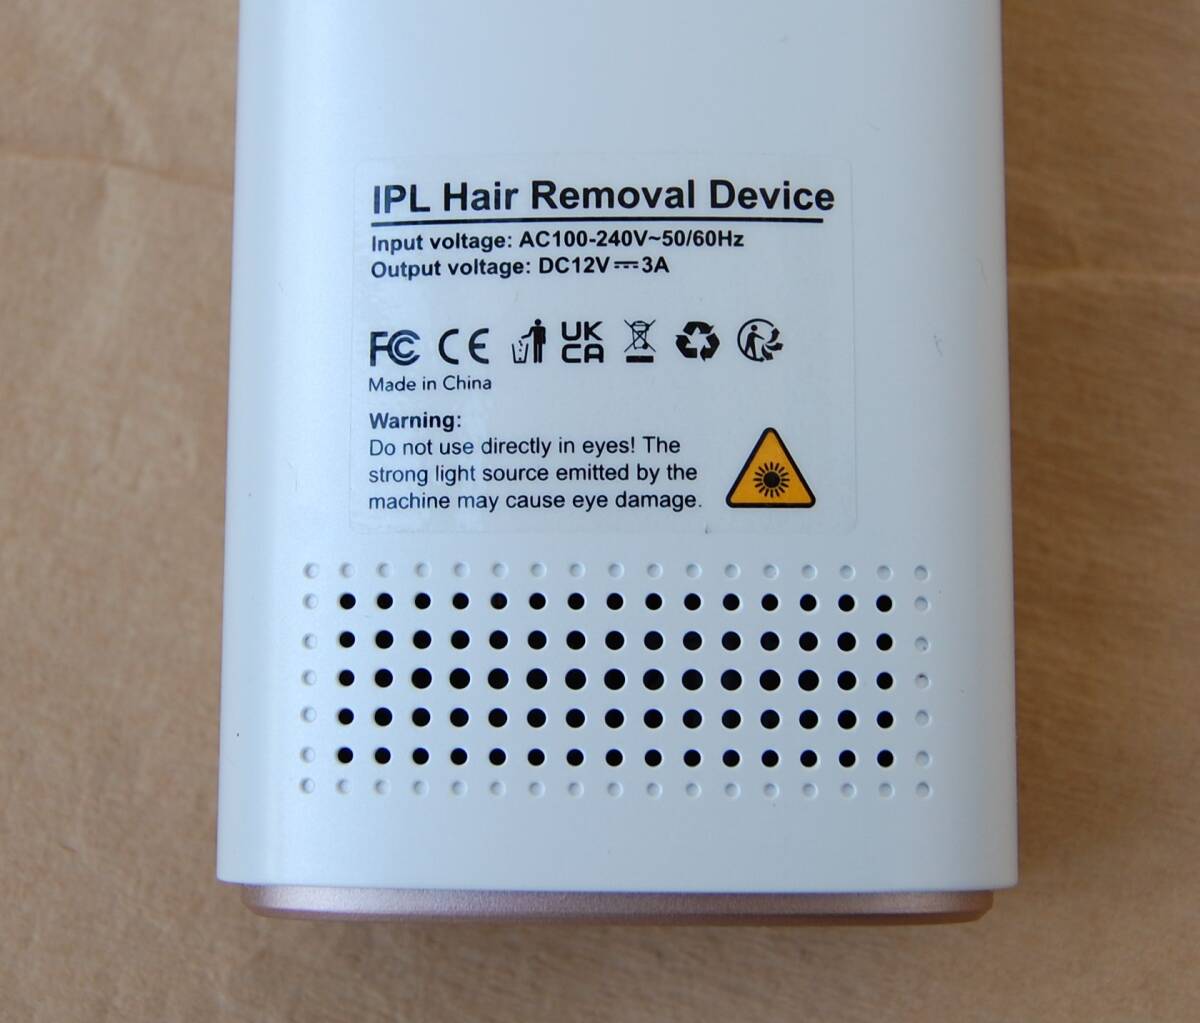 IPL Hair Removal Device
Input voltage: AC100-240V~50/60Hz
Output voltage: DC12V⎓3A
FC CE UK CA
Made in China
Warning:
Do not use directly in eyes! The
strong light source emitted by the
machine may cause eye damage.